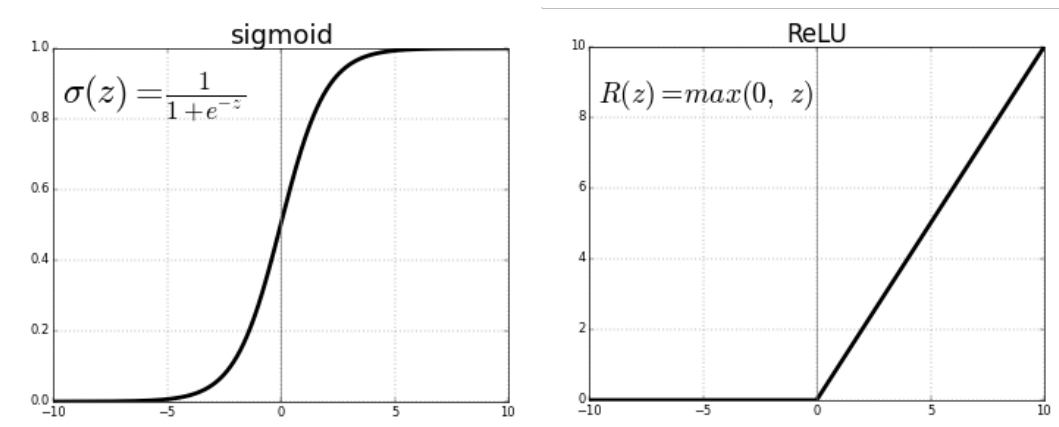 sigmoid
σ(z) = 1 / (1 + e^{-z})
1.0
0.8
0.6
0.4
0.2
0.0
−10 −5 0 5 10
ReLU
R(z) = max(0, z)
10
8
6
4
2
0
−10 −5 0 5 10